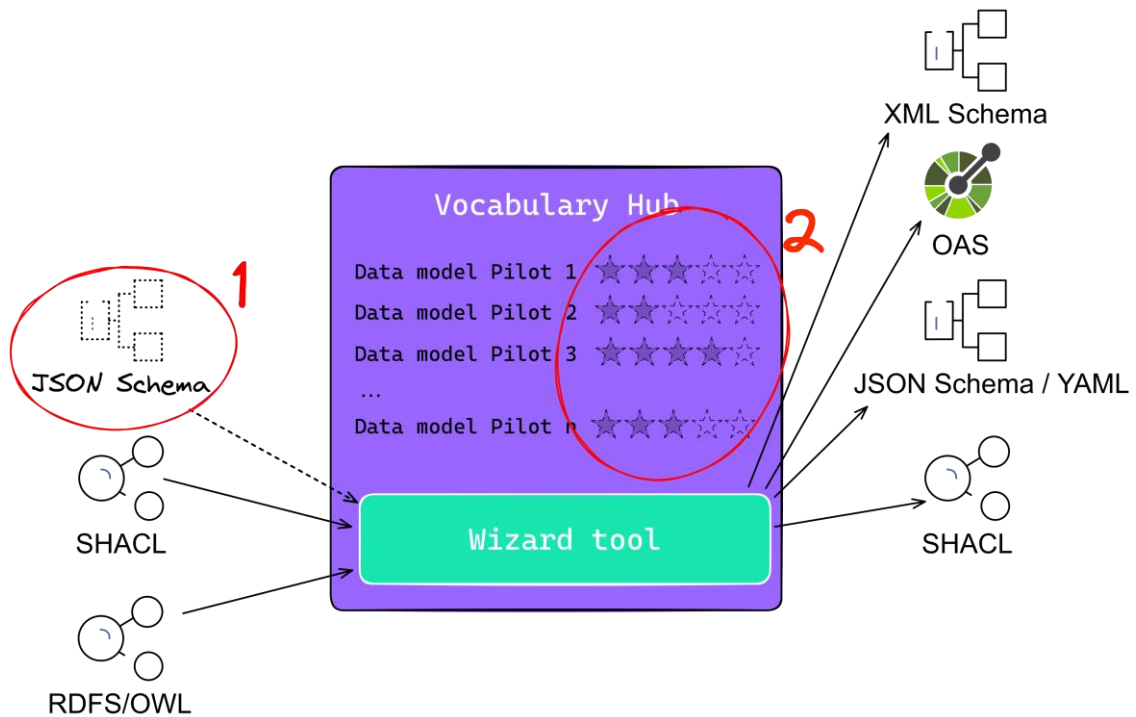 XML Schema
OAS
JSON Schema / YAML
SHACL
Vocabulary Hub
2
Data model Pilot 1
Data model Pilot 2
Data model Pilot 3
...
Data model Pilot n
Wizard tool
1
JSON Schema
SHACL
RDFS/OWL